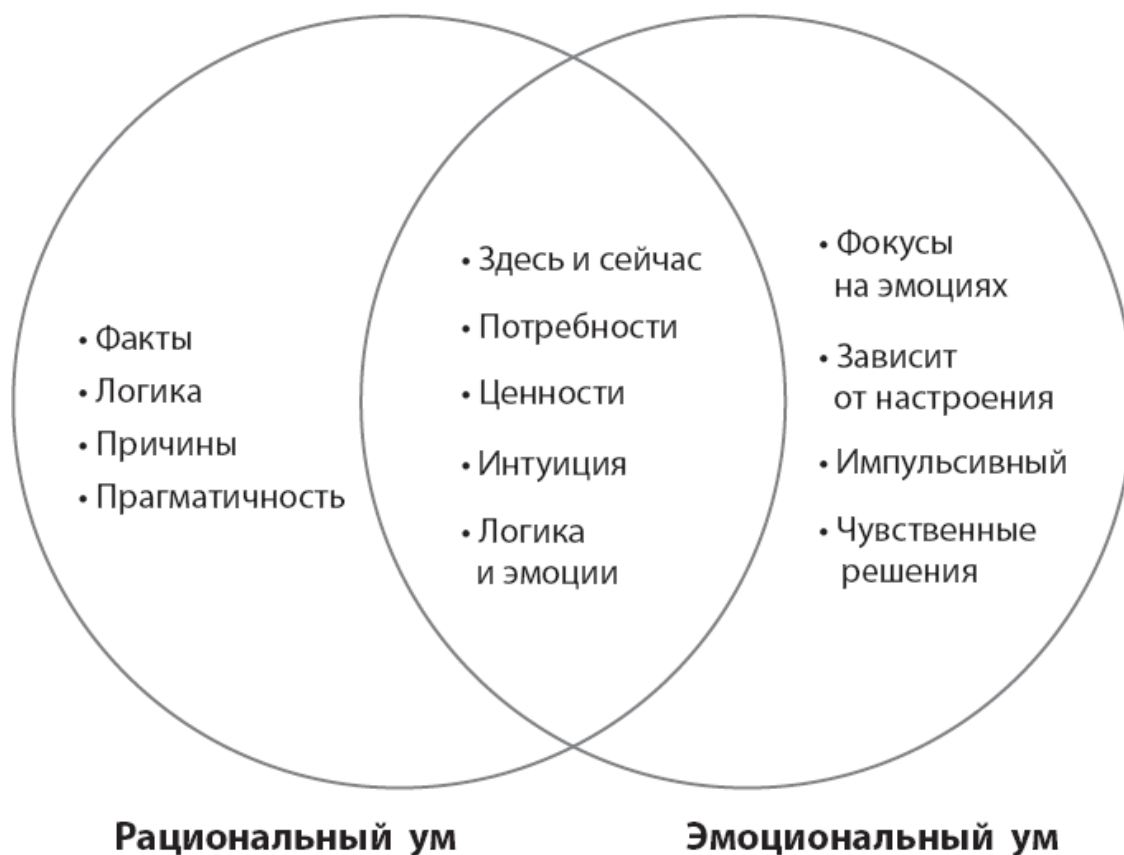 • Факты
• Логика
• Причины
• Прагматичность
• Здесь и сейчас
• Потребности
• Ценности
• Интуиция
• Логика
и эмоции
• Фокусы
на эмоциях
• Зависит
от настроения
• Импульсивный
• Чувственные
решения
Рациональный ум
Эмоциональный ум